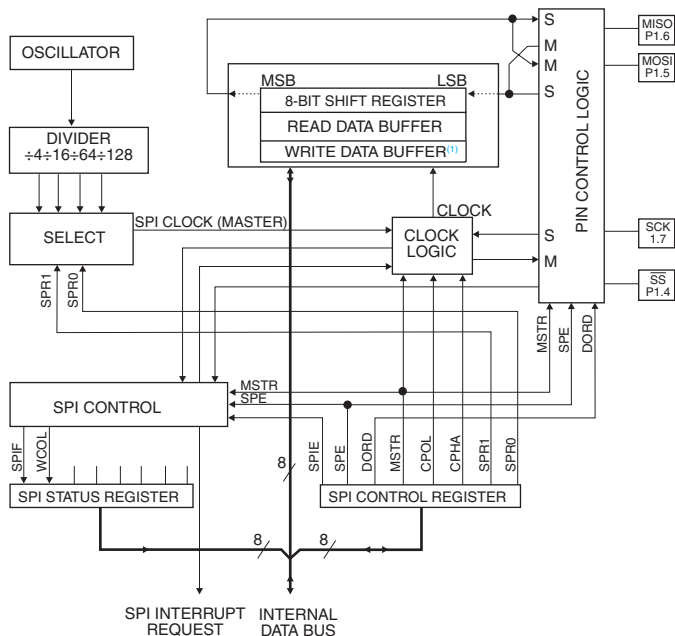 OSCILLATOR
DIVIDER
÷4÷16÷64÷128
SELECT
SPI CLOCK (MASTER)
SPR1
SPR0
MSB
LSB
8-BIT SHIFT REGISTER
READ DATA BUFFER
WRITE DATA BUFFER(1)
CLOCK
CLOCK
LOGIC
S
M
M
S
S
M
PIN CONTROL LOGIC
MISO
P1.6
MOSI
P1.5
SCK
1.7
SS
P1.4
MSTR
SPE
DORD
SPI CONTROL
MSTR
SPE
SPIF
WCOL
SPI STATUS REGISTER
8
SPIE
SPE
DORD
MSTR
CPOL
CPHA
SPR1
SPR0
SPI CONTROL REGISTER
8
8
SPI INTERRUPT
REQUEST
INTERNAL
DATA BUS